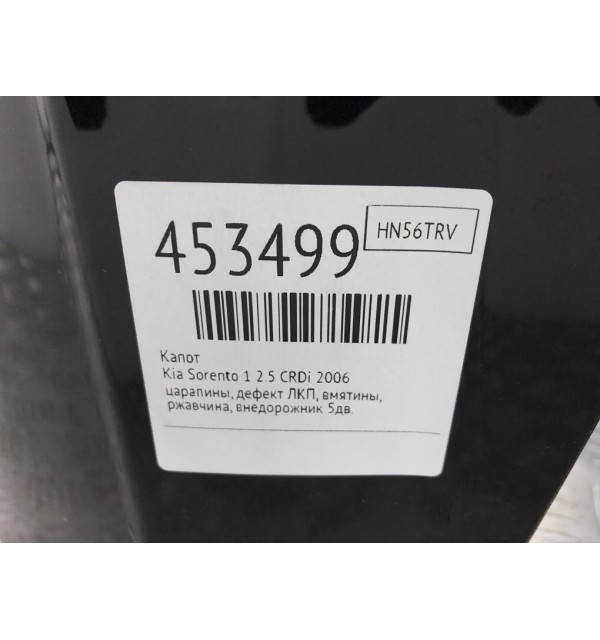 453499
HN56TRV
Капот
Kia Sorento 1 2.5 CRDi 2006
царапины, дефект ЛКП, вмятины,
ржавчина, внедорожник 5дв.